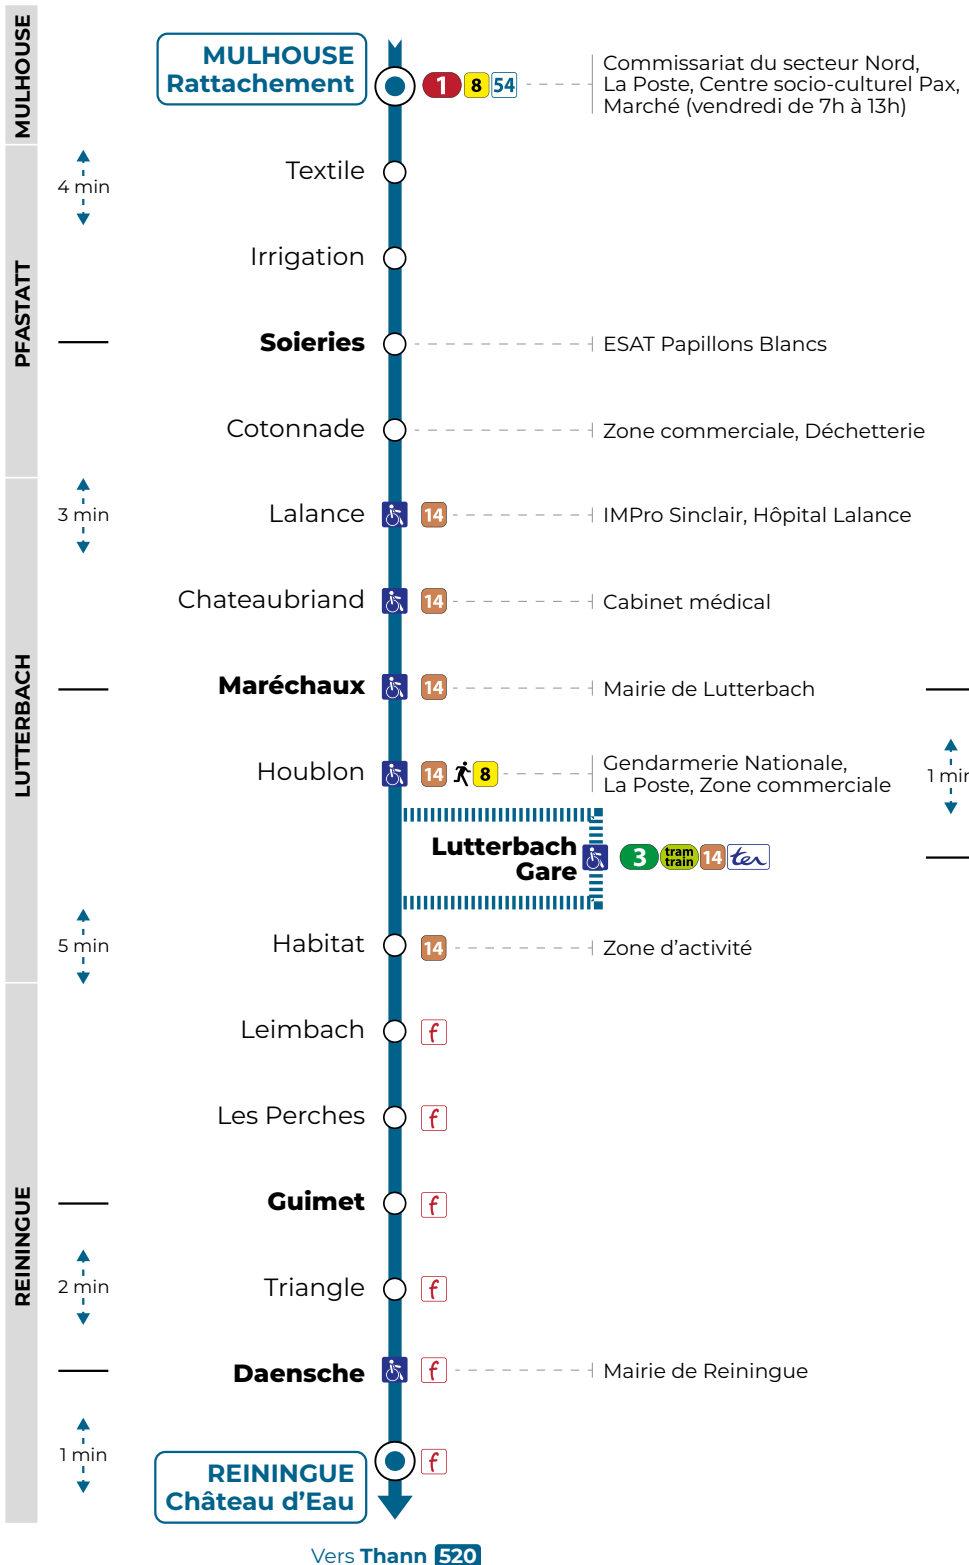 MULHOUSE
MULHOUSE
Rattachement
1 8 54
Commissariat du secteur Nord,
La Poste, Centre socio-culturel Pax,
Marché (vendredi de 7h à 13h)
PFASTATT
4 min
Textile
Irrigation
Soieries
ESAT Papillons Blancs
Cotonnade
Zone commerciale, Déchetterie
LUTTERBACH
3 min
Lalance
14
IMPro Sinclair, Hôpital Lalance
Chateaubriand
14
Cabinet médical
Maréchaux
14
Mairie de Lutterbach
Houblon
14 8
Gendarmerie Nationale,
La Poste, Zone commerciale
1 min
Lutterbach
Gare
3 tram train 14 ter
5 min
Habitat
14
Zone d'activité
REININGUE
Leimbach
f
Les Perches
f
Guimet
f
2 min
Triangle
f
Daensche
f
Mairie de Reiningue
1 min
REININGUE
Château d'Eau
f
Vers Thann 520